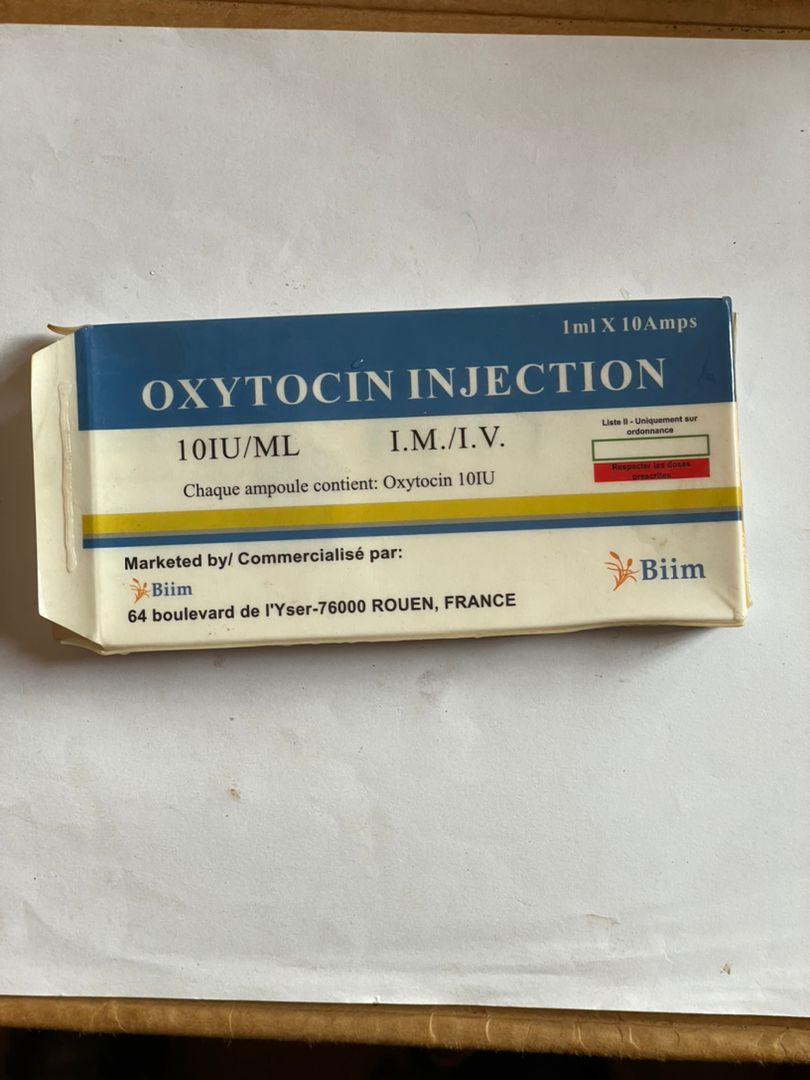 1ml X 10Amps
OXYTOCIN INJECTION
10IU/ML I.M./I.V.
Liste II - Uniquement sur
ordonnance
Respecter les doses
prescrites
Chaque ampoule contient: Oxytocin 10IU
Marketed by/ Commercialisé par:
Biim
64 boulevard de l'Yser-76000 ROUEN, FRANCE
Biim